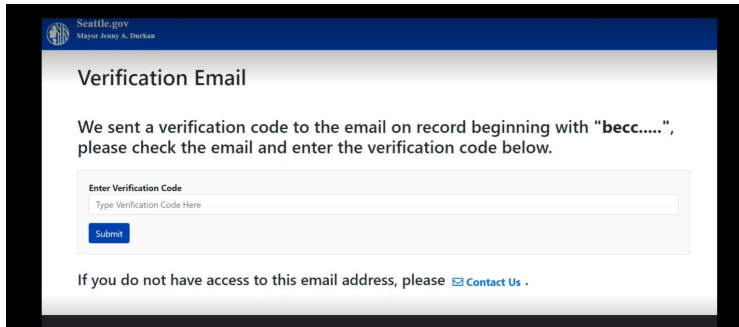 Seattle.gov
Mayor Jenny A. Durkan
Verification Email
We sent a verification code to the email on record beginning with "becc.....",
please check the email and enter the verification code below.
Enter Verification Code
Type Verification Code Here
Submit
If you do not have access to this email address, please Contact Us .